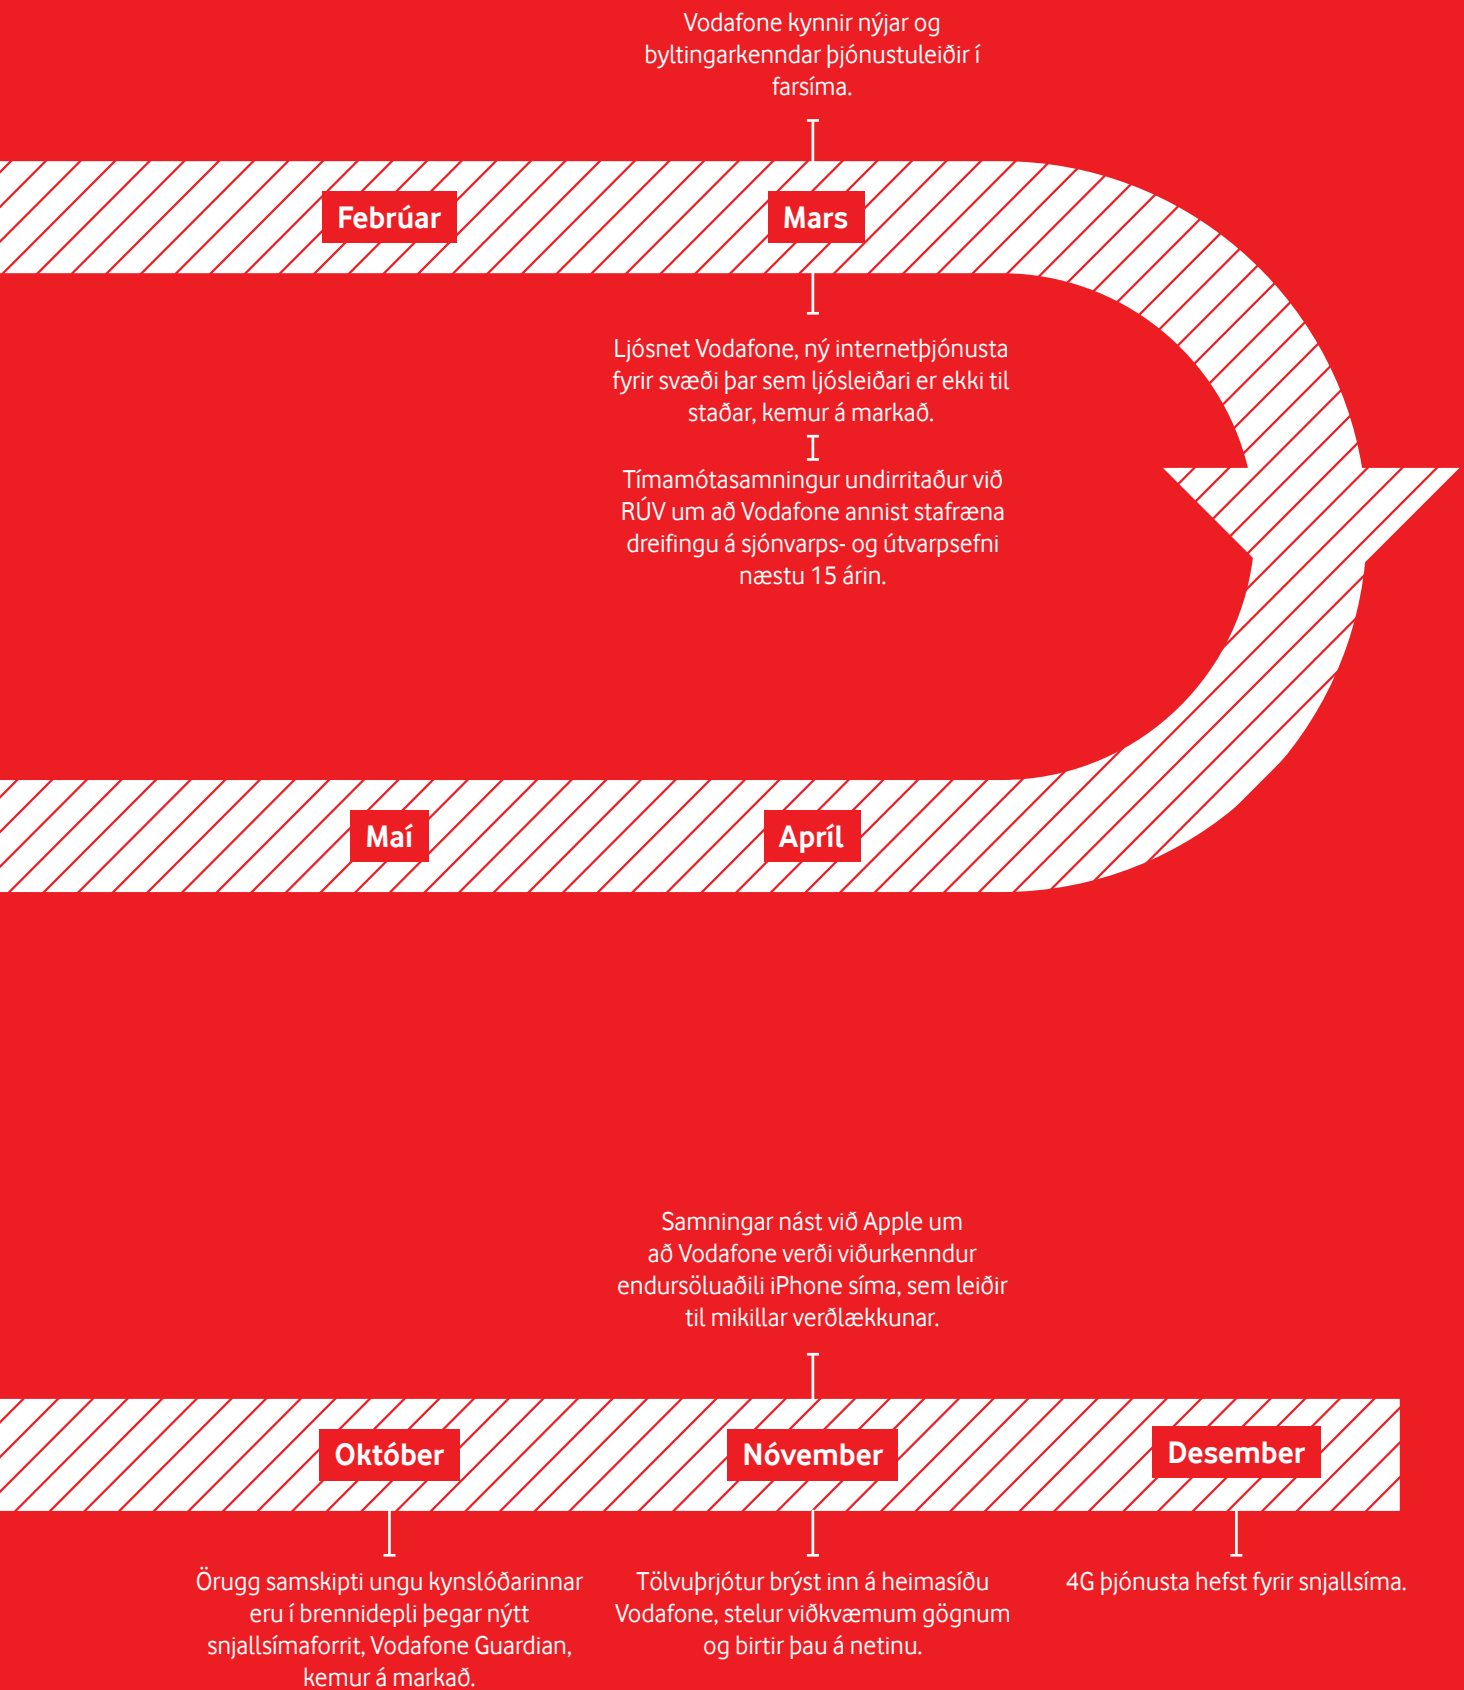 Vodafone kynnir nýjar og
byltingarkenndar þjónustuleiðir í
farsíma.
Febrúar
Mars
Ljósnet Vodafone, ný internetþjónusta
fyrir svæði þar sem ljósleiðari er ekki til
staðar, kemur á markað.
Tímamótasamningur undirritaður við
RÚV um að Vodafone annist stafræna
dreifingu á sjónvarps- og útvarpsefni
næstu 15 árin.
Maí
Apríl
Samningar nást við Apple um
að Vodafone verði viðurkenndur
endursöluaðili iPhone síma, sem leiðir
til mikillar verðlækkunar.
Október
Nóvember
Desember
Örugg samskipti ungu kynslóðarinnar
eru í brennidepli þegar nýtt
snjallsímaforrit, Vodafone Guardian,
kemur á markað.
Tölvuþrjótur brýst inn á heimasíðu
Vodafone, stelur viðkvæmum gögnum
og birtir þau á netinu.
4G þjónusta hefst fyrir snjallsíma.